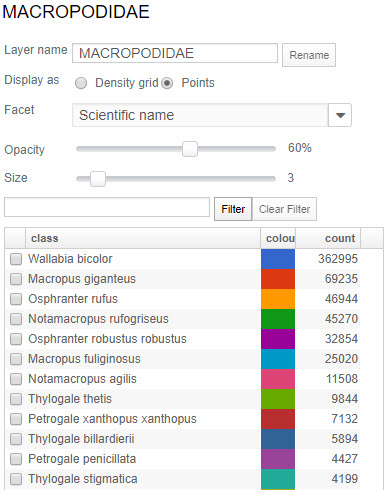 MACROPODIDAE
Layer name MACROPODIDAE Rename
Display as Density grid Points
Facet Scientific name
Opacity 60%
Size 3
Filter Clear Filter
class colou count
Wallabia bicolor 362995
Macropus giganteus 69235
Osphranter rufus 46944
Notamacropus rufogriseus 45270
Osphranter robustus robustus 32854
Macropus fuliginosus 25020
Notamacropus agilis 11508
Thylogale thetis 9844
Petrogale xanthopus xanthopus 7132
Thylogale billardierii 5894
Petrogale penicillata 4427
Thylogale stigmatica 4199